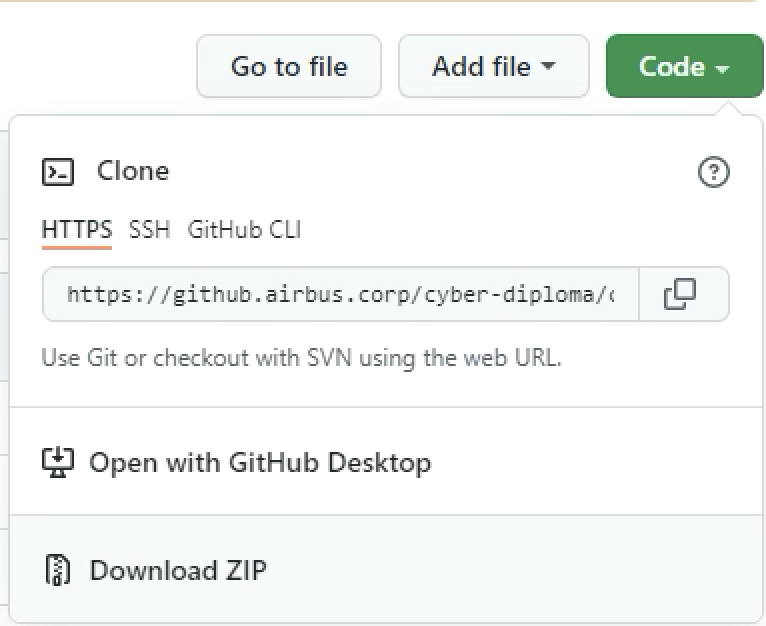 Go to file Add file Code
Clone
HTTPS SSH GitHub CLI
https://github.airbus.corp/cyber-diploma/
Use Git or checkout with SVN using the web URL.
Open with GitHub Desktop
Download ZIP